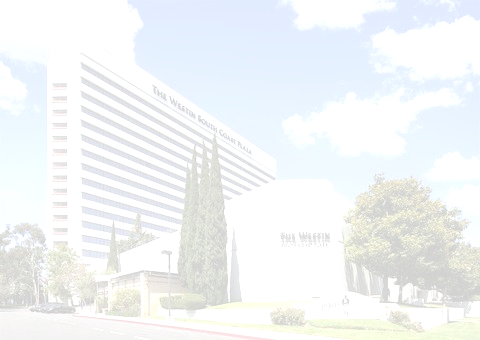 THE WESTIN SOUTH COAST PLAZA
THE WESTIN